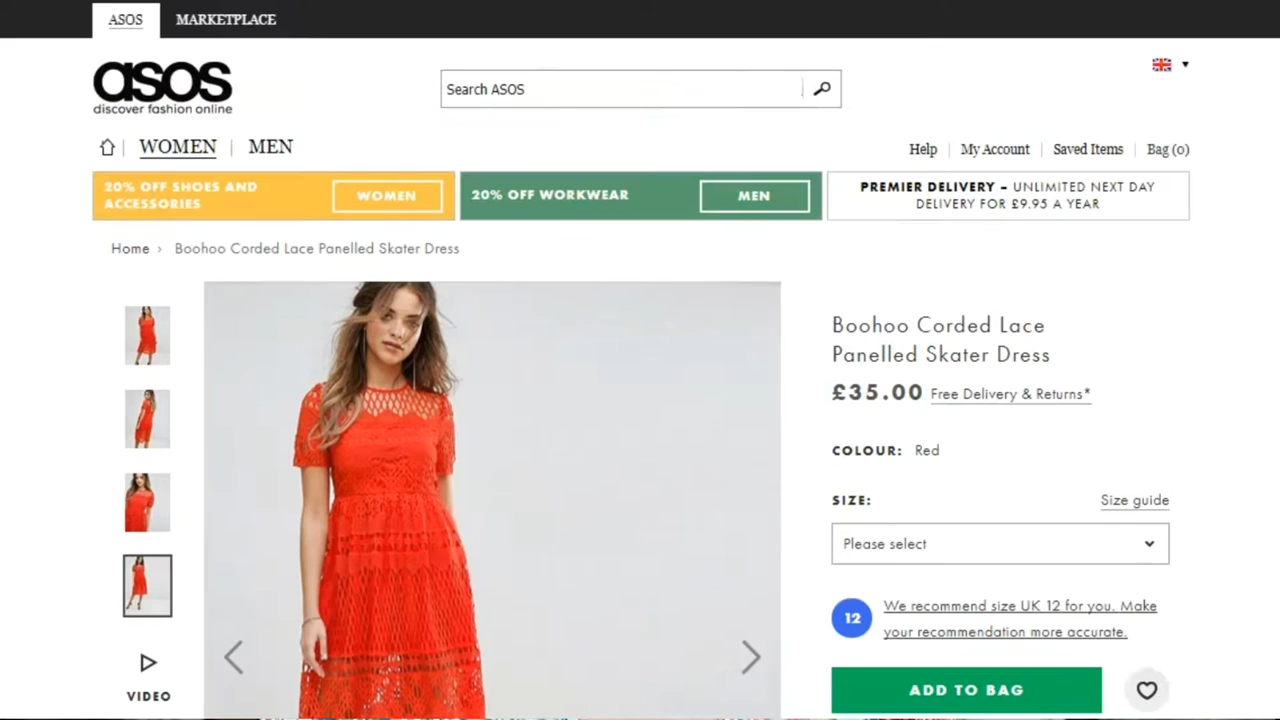 ASOS
MARKETPLACE
asos
discover fashion online
Search ASOS
WOMEN
MEN
Help
My Account
Saved Items
Bag (0)
20% OFF SHOES AND
ACCESSORIES
WOMEN
20% OFF WORKWEAR
MEN
PREMIER DELIVERY – UNLIMITED NEXT DAY
DELIVERY FOR £9.95 A YEAR
Home › Boohoo Corded Lace Panelled Skater Dress
Boohoo Corded Lace
Panelled Skater Dress
£35.00 Free Delivery & Returns*
COLOUR: Red
SIZE:
Size guide
Please select
12
We recommend size UK 12 for you. Make
your recommendation more accurate.
VIDEO
ADD TO BAG